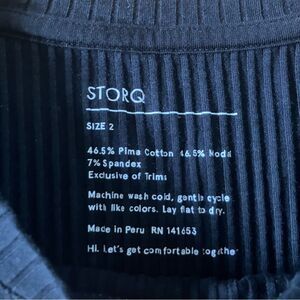 STORQ
SIZE 2
46.5% Pima Cotton 46.5% Modal
7% Spandex
Exclusive of Trims
Machine wash cold, gentle cycle
with like colors. Lay flat to dry.
Made in Peru RN 141653
Hi. Let's get comfortable together